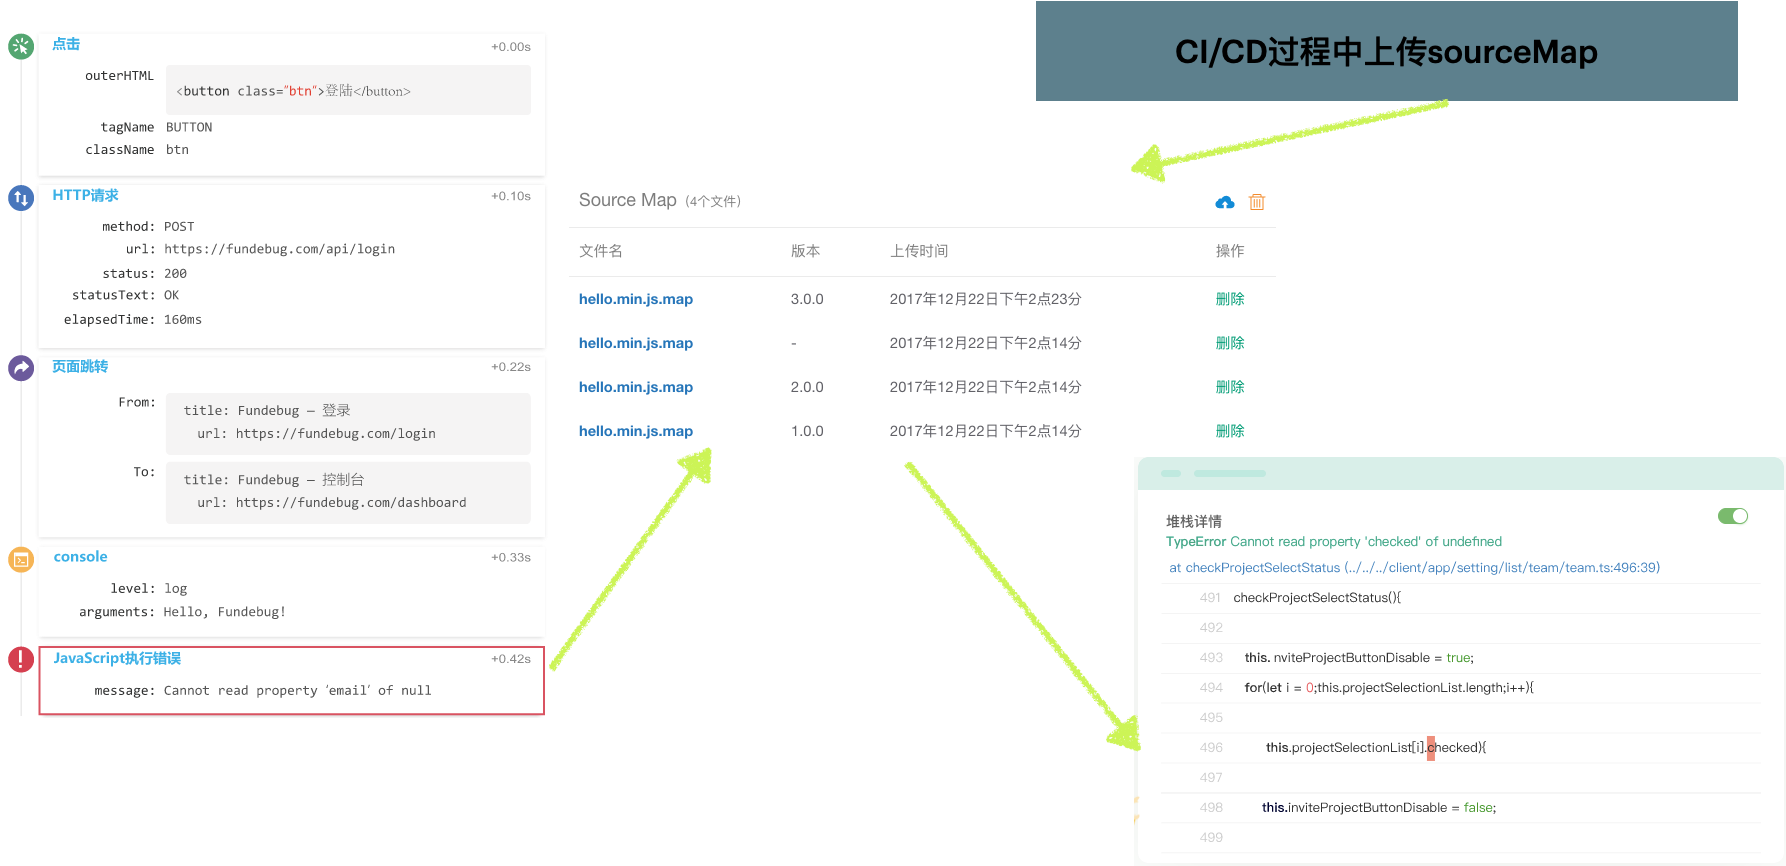 点击 +0.00s
outerHTML <button class="btn">登陆</button>
tagName BUTTON
className btn
HTTP请求 +0.10s
method: POST
url: https://fundebug.com/api/login
status: 200
statusText: OK
elapsedTime: 160ms
页面跳转 +0.22s
From: title: Fundebug – 登录
url: https://fundebug.com/login
To: title: Fundebug – 控制台
url: https://fundebug.com/dashboard
console +0.33s
level: log
arguments: Hello, Fundebug!
JavaScript执行错误 +0.42s
message: Cannot read property 'email' of null
CI/CD过程中上传sourceMap
Source Map (4个文件)
文件名 版本 上传时间 操作
hello.min.js.map 3.0.0 2017年12月22日下午2点23分 删除
hello.min.js.map - 2017年12月22日下午2点14分 删除
hello.min.js.map 2.0.0 2017年12月22日下午2点14分 删除
hello.min.js.map 1.0.0 2017年12月22日下午2点14分 删除
堆栈详情
TypeError Cannot read property 'checked' of undefined
at checkProjectSelectStatus (../../../client/app/setting/list/team/team.ts:496:39)
491 checkProjectSelectStatus(){
492
493 this. nviteProjectButtonDisable = true;
494 for(let i = 0;this.projectSelectionList.length;i++){
495
496 this.projectSelectionList[i].checked){
497
498 this.inviteProjectButtonDisable = false;
499